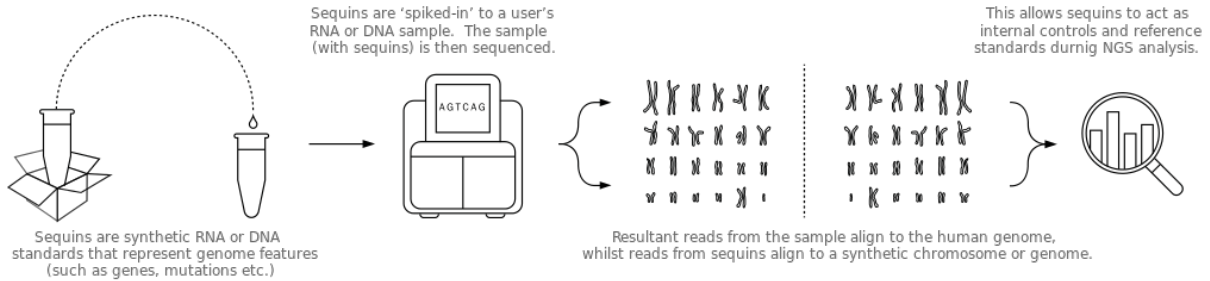 Sequins are ‘spiked-in’ to a user’s
RNA or DNA sample. The sample
(with sequins) is then sequenced.
This allows sequins to act as
internal controls and reference
standards durnig NGS analysis.
AGTCAG
Sequins are synthetic RNA or DNA
standards that represent genome features
(such as genes, mutations etc.)
Resultant reads from the sample align to the human genome,
whilst reads from sequins align to a synthetic chromosome or genome.